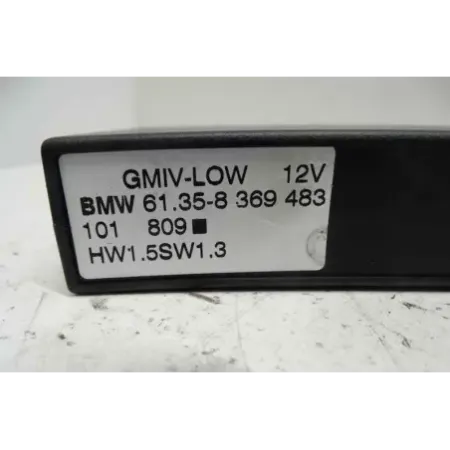 GMIV-LOW 12V
BMW 61.35-8 369 483
101 809■
HW1.5SW1.3